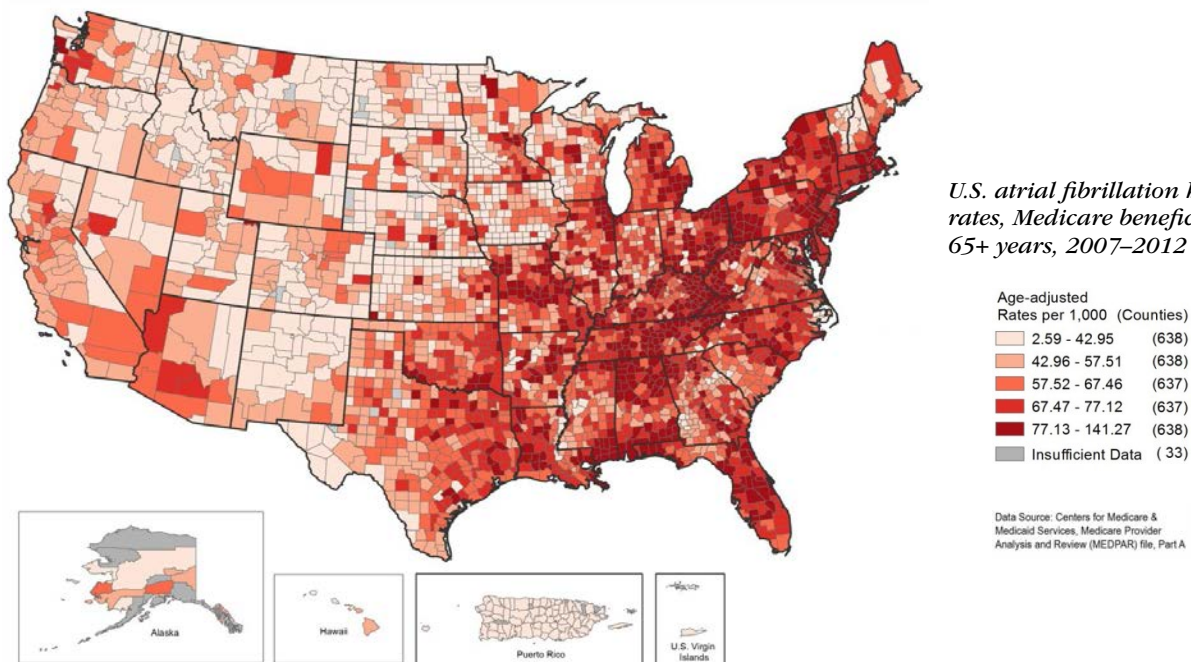 U.S. atrial fibrillation
rates, Medicare
65+ years, 2007–2012
Age-adjusted
Rates per 1,000 (Counties)
2.59 - 42.95 (638)
42.96 - 57.51 (638)
57.52 - 67.46 (637)
67.47 - 77.12 (637)
77.13 - 141.27 (638)
Insufficient Data ( 33)
Data Source: Centers for Medicare &
Medicaid Services, Medicare Provider
Analysis and Review (MEDPAR) file, Part A
Alaska
Hawaii
Puerto Rico
U.S. Virgin
Islands